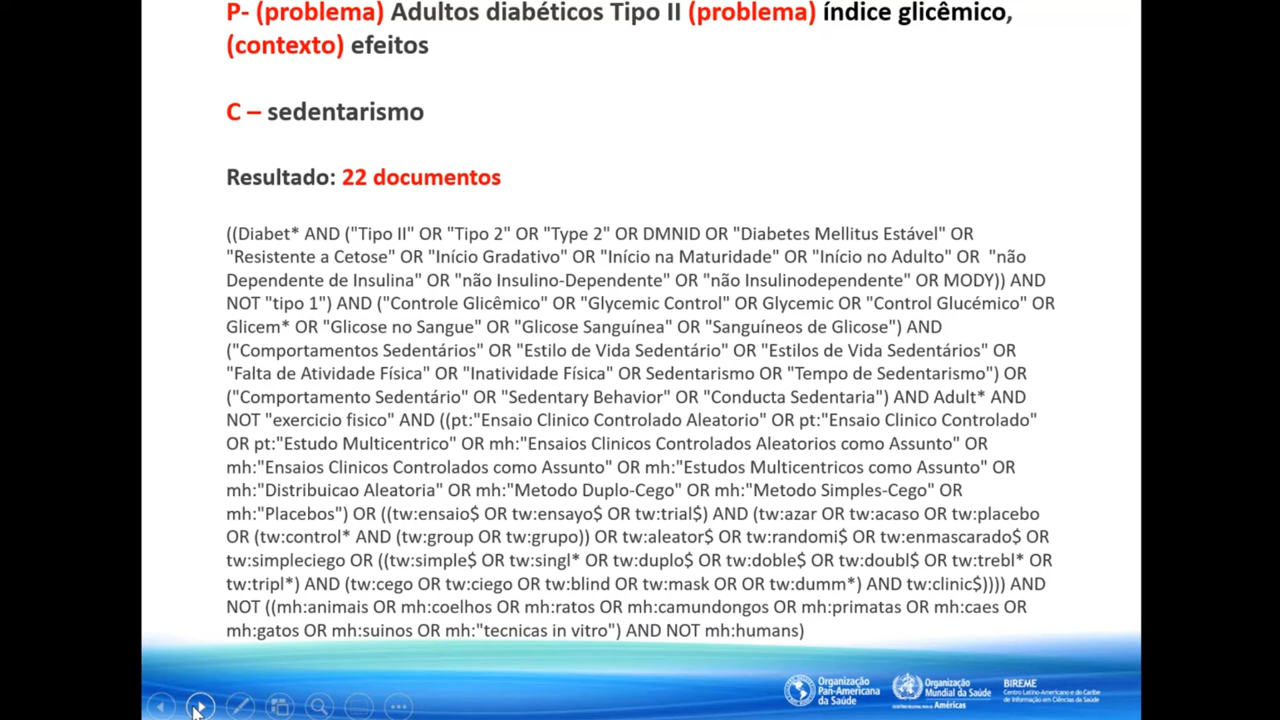 P- (problema) Adultos diabéticos Tipo II (problema) índice glicêmico,
(contexto) efeitos
C – sedentarismo
Resultado: 22 documentos
((Diabet* AND ("Tipo II" OR "Tipo 2" OR "Type 2" OR DMNID OR "Diabetes Mellitus Estável" OR
"Resistente a Cetose" OR "Início Gradativo" OR "Início na Maturidade" OR "Início no Adulto" OR "não
Dependente de Insulina" OR "não Insulino-Dependente" OR "não Insulinodependente" OR MODY)) AND
NOT "tipo 1") AND ("Controle Glicêmico" OR "Glycemic Control" OR Glycemic OR "Control Glucémico" OR
Glicem* OR "Glicose no Sangue" OR "Glicose Sanguínea" OR "Sanguíneos de Glicose") AND
("Comportamentos Sedentários" OR "Estilo de Vida Sedentário" OR "Estilos de Vida Sedentários" OR
"Falta de Atividade Física" OR "Inatividade Física" OR Sedentarismo OR "Tempo de Sedentarismo") OR
("Comportamento Sedentário" OR "Sedentary Behavior" OR "Conducta Sedentaria") AND Adult* AND
NOT "exercicio fisico" AND ((pt:"Ensaio Clinico Controlado Aleatorio" OR pt:"Ensaio Clinico Controlado"
OR pt:"Estudo Multicentrico" OR mh:"Ensaios Clinicos Controlados Aleatorios como Assunto" OR
mh:"Ensaios Clinicos Controlados como Assunto" OR mh:"Estudos Multicentricos como Assunto" OR
mh:"Distribuicao Aleatoria" OR mh:"Metodo Duplo-Cego" OR mh:"Metodo Simples-Cego" OR
mh:"Placebos") OR ((tw:ensaio$ OR tw:ensayo$ OR tw:trial$) AND (tw:azar OR tw:acaso OR tw:placebo
OR (tw:control* AND (tw:group OR tw:grupo)) OR tw:aleator$ OR tw:randomi$ OR tw:enmascarado$ OR
tw:simpleciego OR ((tw:simple$ OR tw:singl* OR tw:duplo$ OR tw:doble$ OR tw:doubl$ OR tw:trebl* OR
tw:tripl*) AND (tw:cego OR tw:ciego OR tw:blind OR tw:mask OR OR tw:dumm*) AND tw:clinic$)))) AND
NOT ((mh:animais OR mh:coelhos OR mh:ratos OR mh:camundongos OR mh:primatas OR mh:caes OR
mh:gatos OR mh:suinos OR mh:"tecnicas in vitro") AND NOT mh:humans)
Organização
Pan-Americana
da Saúde
Organização
Mundial da Saúde
Américas
BIREME
Centro Latino-Americano e do Caribe
de Informação em Ciências da Saúde